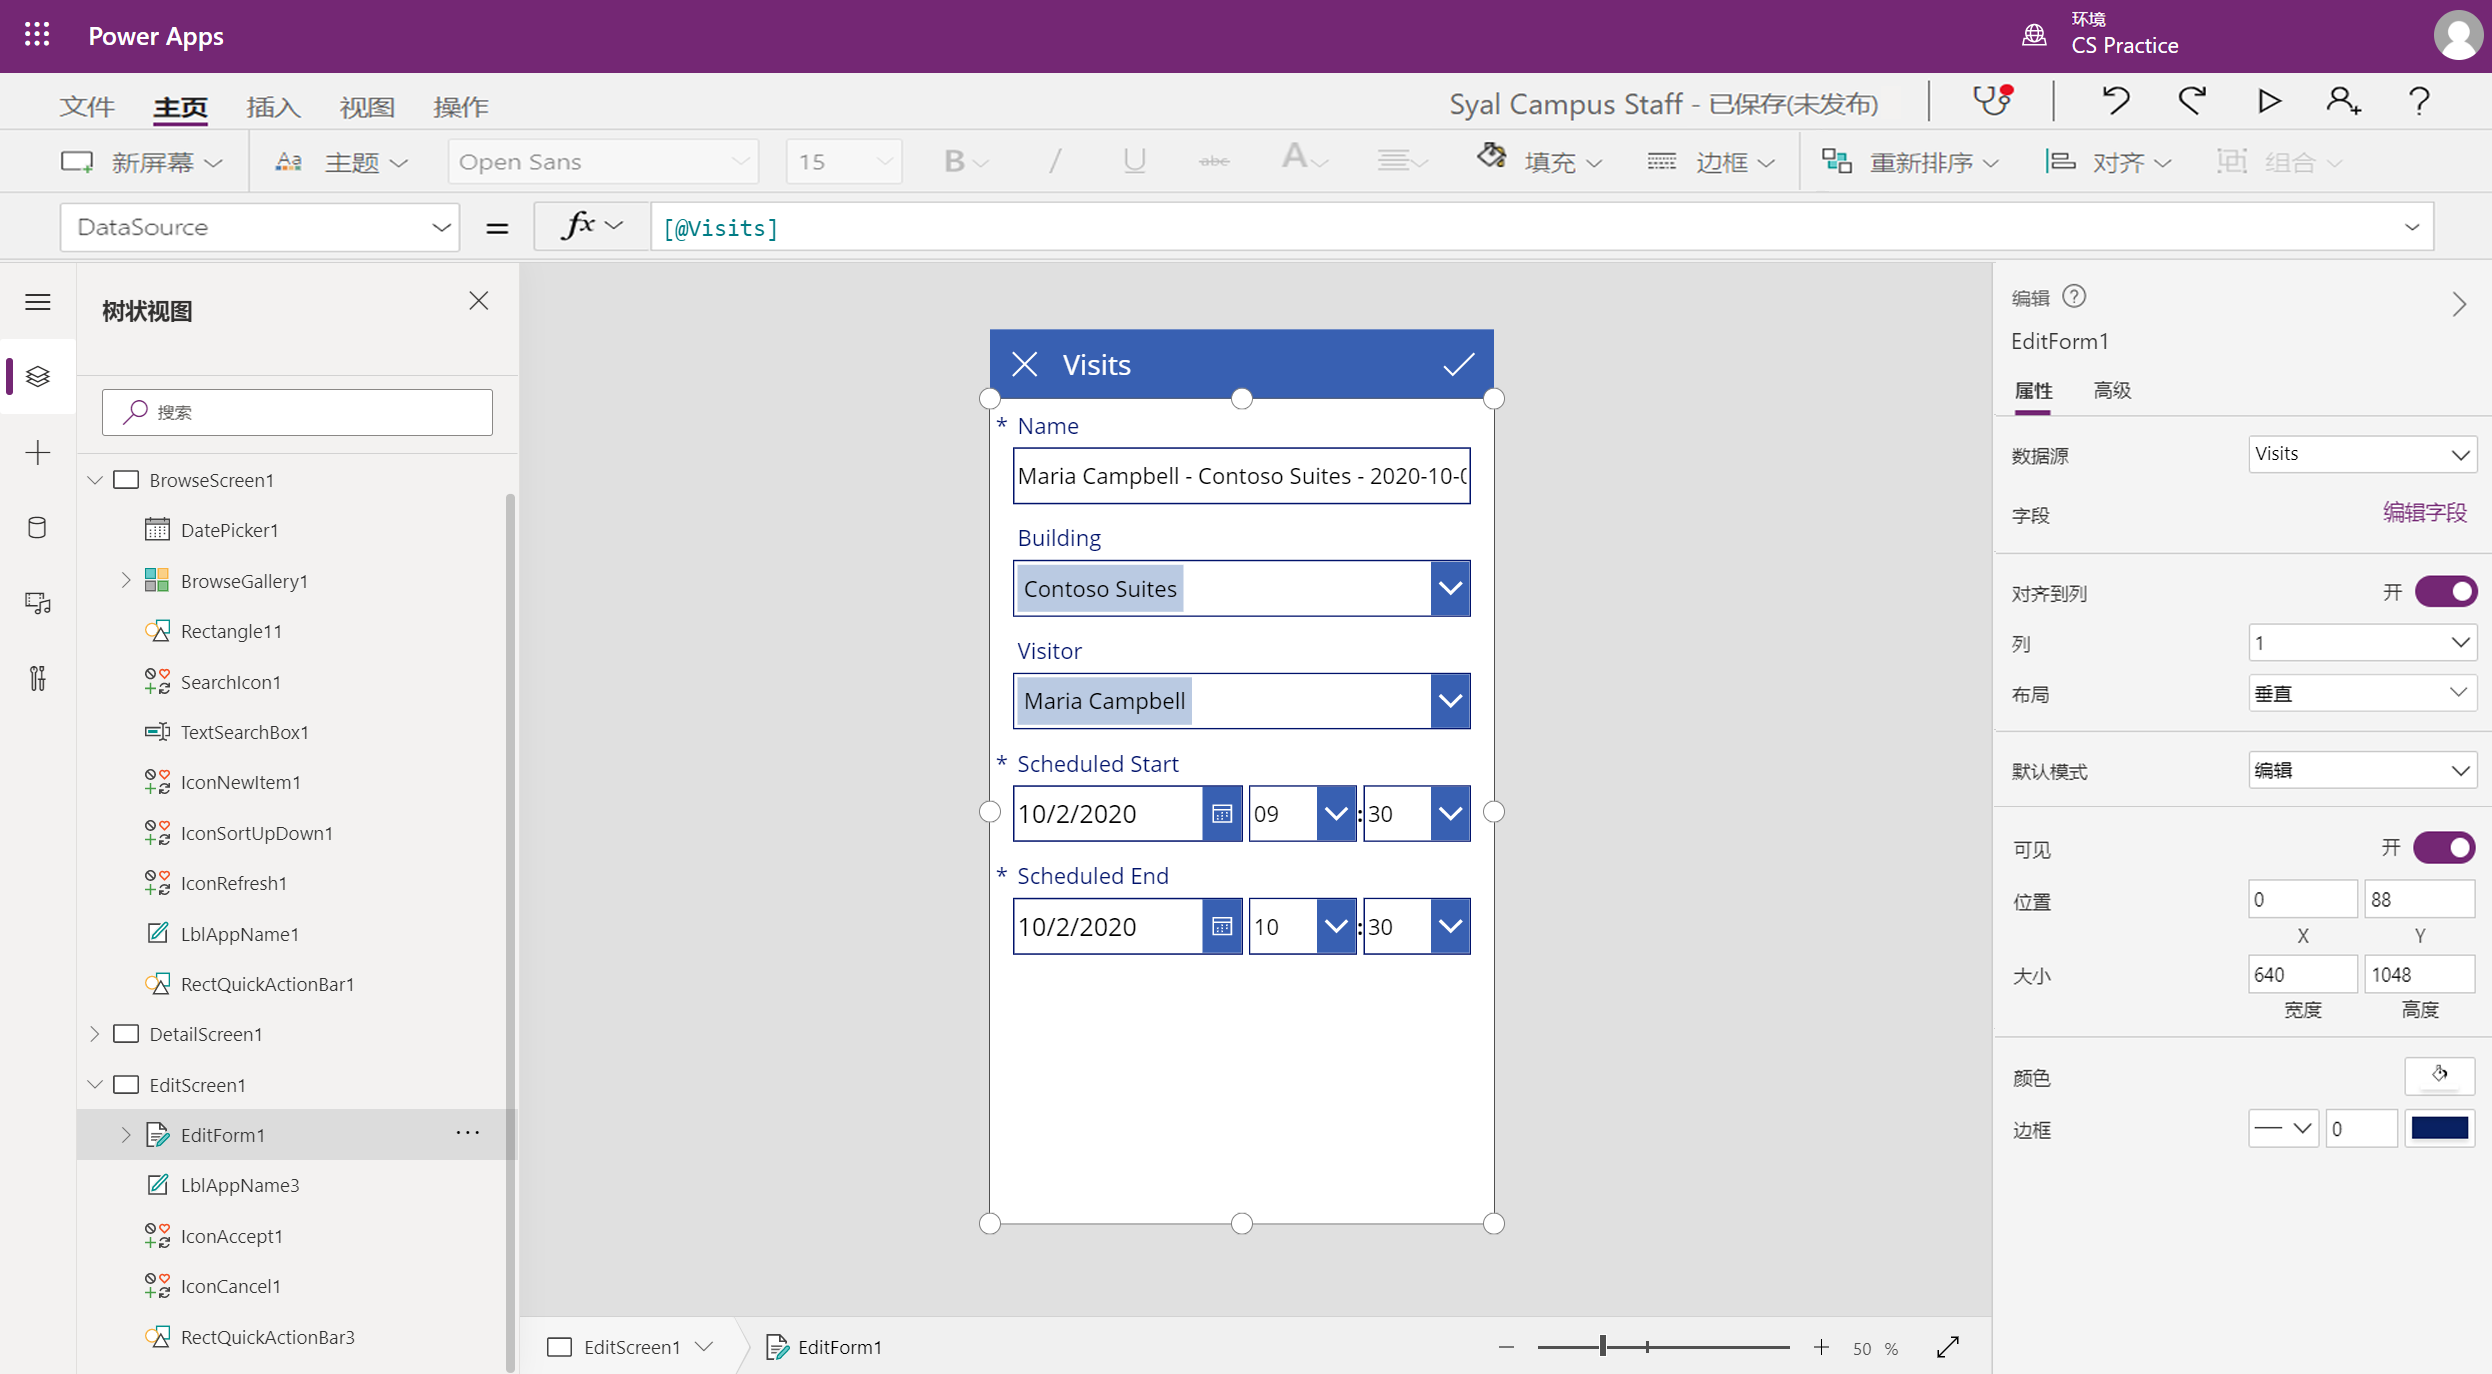 Power Apps
环境
CS Practice
文件 主页 插入 视图 操作
Syal Campus Staff - 已保存(未发布)
新屏幕 主题 Open Sans 15 B / U abc A 填充 边框 重新排序 对齐 组合
DataSource = fx [@Visits]
树状视图
搜索
BrowseScreen1
DatePicker1
BrowseGallery1
Rectangle11
SearchIcon1
TextSearchBox1
IconNewItem1
IconSortUpDown1
IconRefresh1
LblAppName1
RectQuickActionBar1
DetailScreen1
EditScreen1
EditForm1 ...
LblAppName3
IconAccept1
IconCancel1
RectQuickActionBar3
Visits
* Name
Maria Campbell - Contoso Suites - 2020-10-0
Building
Contoso Suites
Visitor
Maria Campbell
* Scheduled Start
10/2/2020 09 : 30
* Scheduled End
10/2/2020 10 : 30
EditScreen1 EditForm1
50 %
编辑
EditForm1
属性 高级
数据源 Visits
字段 编辑字段
对齐到列 开
列 1
布局 垂直
默认模式 编辑
可见 开
位置 0 88
X Y
大小 640 1048
宽度 高度
颜色
边框 0